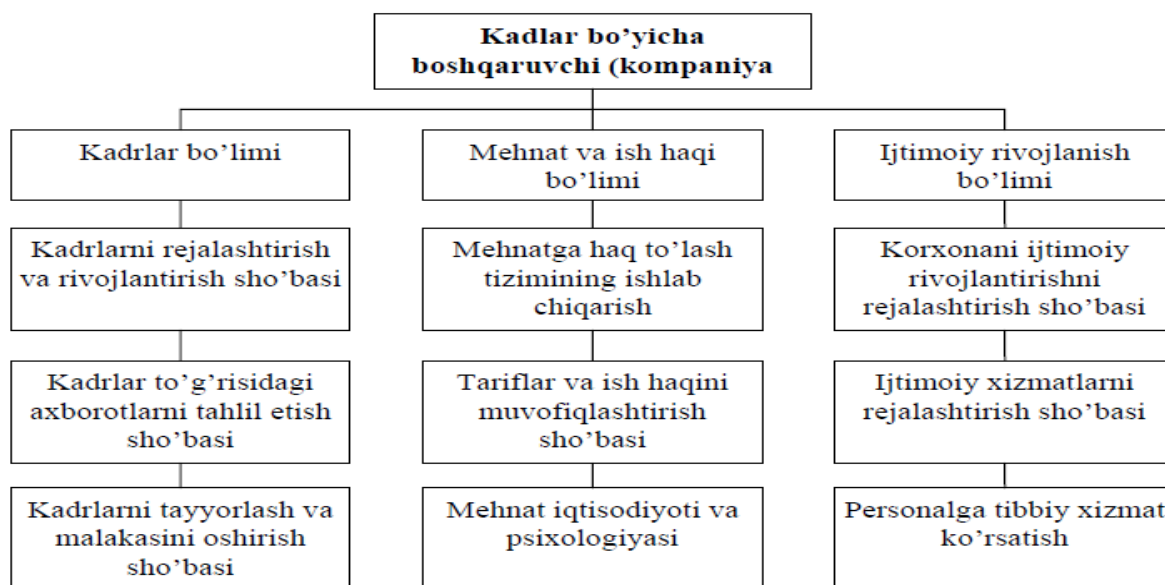 Kadlar bo’yicha
boshqaruvchi (kompaniya
Kadrlar bo’limi
Mehnat va ish haqi
bo’limi
Ijtimoiy rivojlanish
bo’limi
Kadrlarni rejalashtirish
va rivojlantirish sho’basi
Mehnatga haq to’lash
tizimining ishlab
chiqarish
Korxonani ijtimoiy
rivojlantirishni
rejalashtirish sho’basi
Kadrlar to’g’risidagi
axborotlarni tahlil etish
sho’basi
Tariflar va ish haqini
muvofiqlashtirish
sho’basi
Ijtimoiy xizmatlarni
rejalashtirish sho’basi
Kadrlarni tayyorlash va
malakasini oshirish
sho’basi
Mehnat iqtisodiyoti va
psixologiyasi
Personalga tibbiy xizmat
ko’rsatish